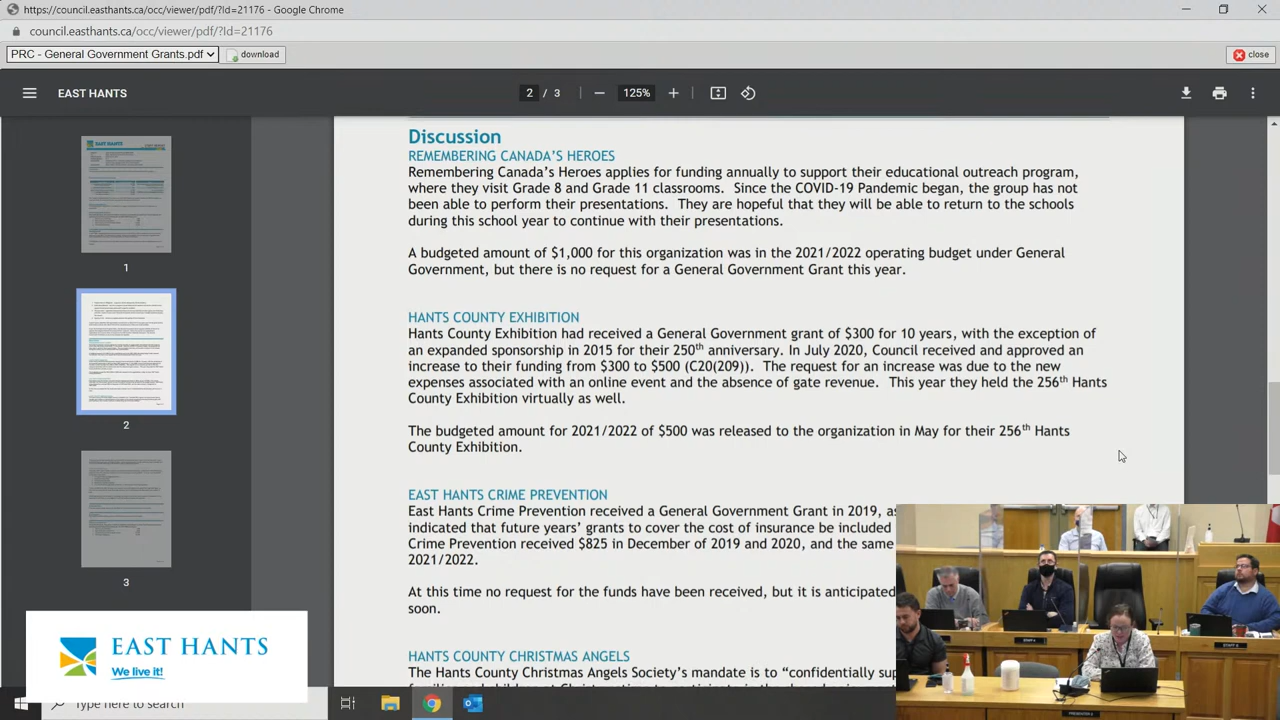 https://council.easthants.ca/occ/viewer/pdf/?Id=21176 - Google Chrome
council.easthants.ca/occ/viewer/pdf/?Id=21176
PRC - General Government Grants.pdf
download
close
EAST HANTS
2 / 3
125%
1
2
3
Discussion
REMEMBERING CANADA'S HEROES
Remembering Canada's Heroes applies for funding annually to support their educational outreach program,
where they visit Grade 8 and Grade 11 classrooms. Since the COVID-19 Pandemic began, the group has not
been able to perform their presentations. They are hopeful that they will be able to return to the schools
during this school year to continue with their presentations.
A budgeted amount of $1,000 for this organization was in the 2021/2022 operating budget under General
Government, but there is no request for a General Government Grant this year.
HANTS COUNTY EXHIBITION
Hants County Exhibition had received a General Government grant of $300 for 10 years, with the exception of
an expanded sponsorship in 2015 for their 250th anniversary. In July 2020, Council received and approved an
increase to their funding from $300 to $500 (C20(209)). The request for an increase was due to the new
expenses associated with an online event and the absence of gate revenue. This year they held the 256th Hants
County Exhibition virtually as well.
The budgeted amount for 2021/2022 of $500 was released to the organization in May for their 256th Hants
County Exhibition.
EAST HANTS CRIME PREVENTION
East Hants Crime Prevention received a General Government Grant in 2019, as
indicated that future years' grants to cover the cost of insurance be included
Crime Prevention received $825 in December of 2019 and 2020, and the same
2021/2022.
At this time no request for the funds have been received, but it is anticipated
soon.
HANTS COUNTY CHRISTMAS ANGELS
The Hants County Christmas Angels Society's mandate is to "confidentially sup
EAST HANTS
We live it!
Type here to search